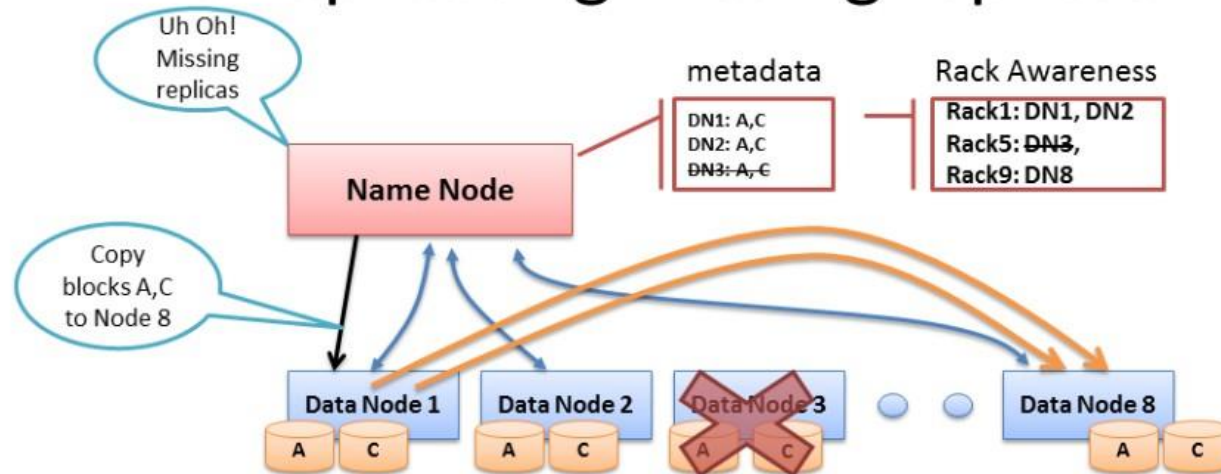 Uh Oh!
Missing
replicas
metadata
DN1: A,C
DN2: A,C
DN3: A, C
Rack Awareness
Rack1: DN1, DN2
Rack5: DN3,
Rack9: DN8
Name Node
Copy
blocks A,C
to Node 8
Data Node 1
A
C
Data Node 2
A
C
Data Node 3
A
C
Data Node 8
A
C